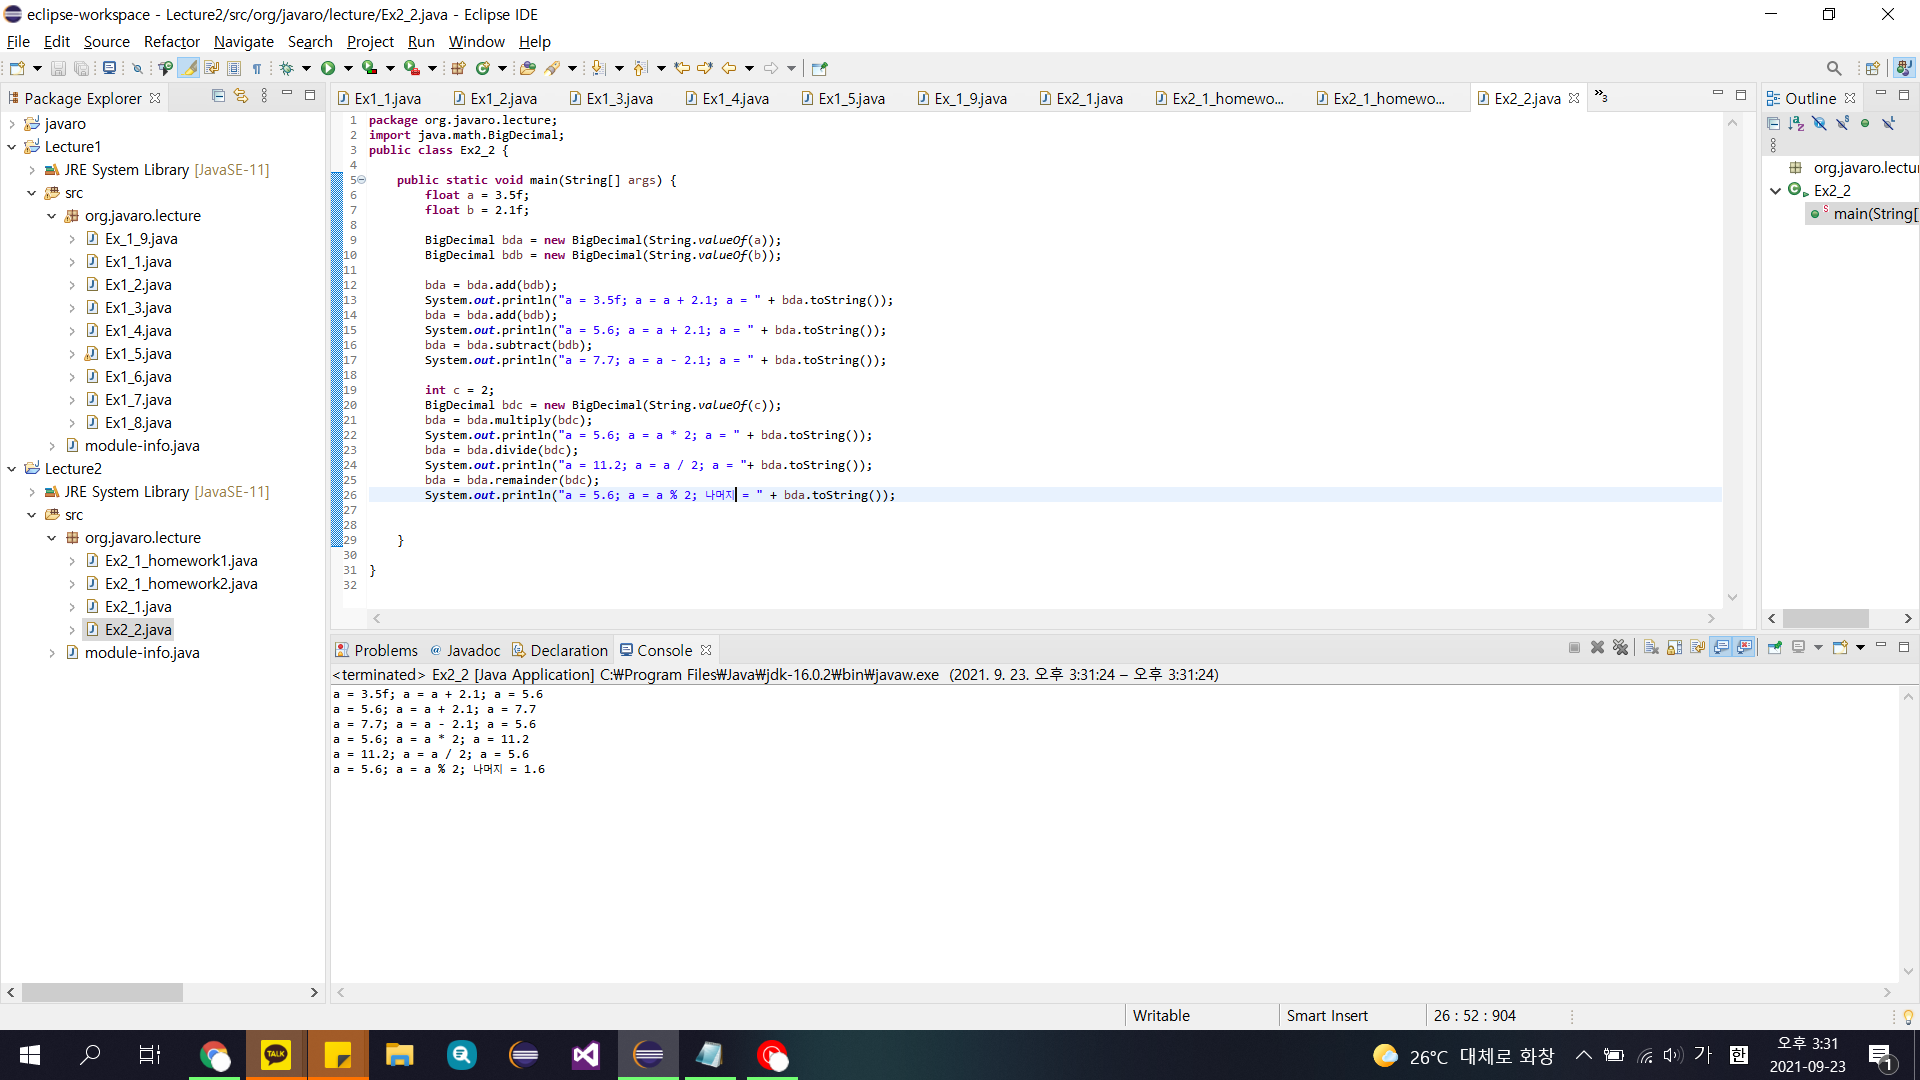 eclipse-workspace - Lecture2/src/org/javaro/lecture/Ex2_2.java - Eclipse IDE
File Edit Source Refactor Navigate Search Project Run Window Help
Package Explorer
javaro
Lecture1
JRE System Library [JavaSE-11]
src
org.javaro.lecture
Ex_1_9.java
Ex1_1.java
Ex1_2.java
Ex1_3.java
Ex1_4.java
Ex1_5.java
Ex1_6.java
Ex1_7.java
Ex1_8.java
module-info.java
Lecture2
JRE System Library [JavaSE-11]
src
org.javaro.lecture
Ex2_1_homework1.java
Ex2_1_homework2.java
Ex2_1.java
Ex2_2.java
module-info.java
Ex1_1.java Ex1_2.java Ex1_3.java Ex1_4.java Ex1_5.java Ex_1_9.java Ex2_1.java Ex2_1_homewo... Ex2_1_homewo... Ex2_2.java »3
1 package org.javaro.lecture;
2 import java.math.BigDecimal;
3 public class Ex2_2 {
4
5 public static void main(String[] args) {
6 float a = 3.5f;
7 float b = 2.1f;
8
9 BigDecimal bda = new BigDecimal(String.valueOf(a));
10 BigDecimal bdb = new BigDecimal(String.valueOf(b));
11
12 bda = bda.add(bdb);
13 System.out.println("a = 3.5f; a = a + 2.1; a = " + bda.toString());
14 bda = bda.add(bdb);
15 System.out.println("a = 5.6; a = a + 2.1; a = " + bda.toString());
16 bda = bda.subtract(bdb);
17 System.out.println("a = 7.7; a = a - 2.1; a = " + bda.toString());
18
19 int c = 2;
20 BigDecimal bdc = new BigDecimal(String.valueOf(c));
21 bda = bda.multiply(bdc);
22 System.out.println("a = 5.6; a = a * 2; a = " + bda.toString());
23 bda = bda.divide(bdc);
24 System.out.println("a = 11.2; a = a / 2; a = "+ bda.toString());
25 bda = bda.remainder(bdc);
26 System.out.println("a = 5.6; a = a % 2; 나머지 = " + bda.toString());
27
28
29 }
30
31 }
32
Outline
org.javaro.lectu
Ex2_2
main(String[
Problems @ Javadoc Declaration Console
<terminated> Ex2_2 [Java Application] C:₩Program Files₩Java₩jdk-16.0.2₩bin₩javaw.exe (2021. 9. 23. 오후 3:31:24 – 오후 3:31:24)
a = 3.5f; a = a + 2.1; a = 5.6
a = 5.6; a = a + 2.1; a = 7.7
a = 7.7; a = a - 2.1; a = 5.6
a = 5.6; a = a * 2; a = 11.2
a = 11.2; a = a / 2; a = 5.6
a = 5.6; a = a % 2; 나머지 = 1.6
Writable Smart Insert 26 : 52 : 904
TALK
26°C 대체로 화창
가 한
오후 3:31
2021-09-23
1